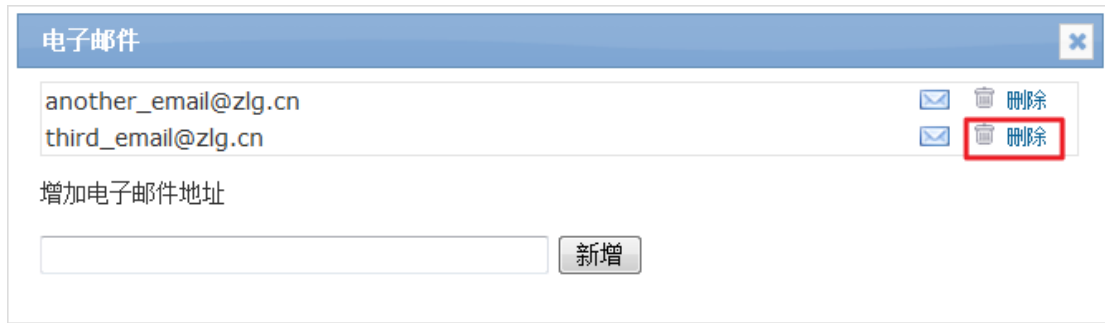 电子邮件
another_email@zlg.cn 删除
third_email@zlg.cn 删除
增加电子邮件地址
新增